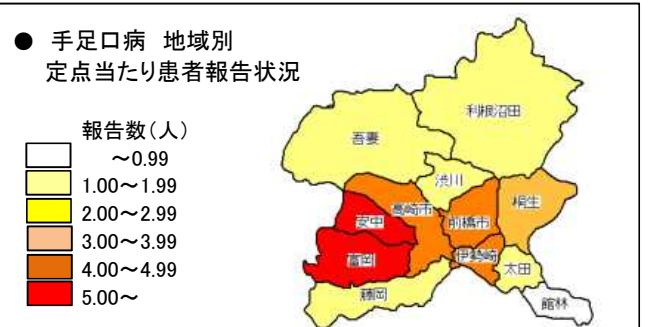 ● 手足口病 地域別
定点当たり患者報告状況
報告数(人)
～0.99
1.00～1.99
2.00～2.99
3.00～3.99
4.00～4.99
5.00～
利根沼田
吾妻
渋川
桐生
高崎市
前橋市
安中
伊勢崎
富岡
太田
藤岡
館林